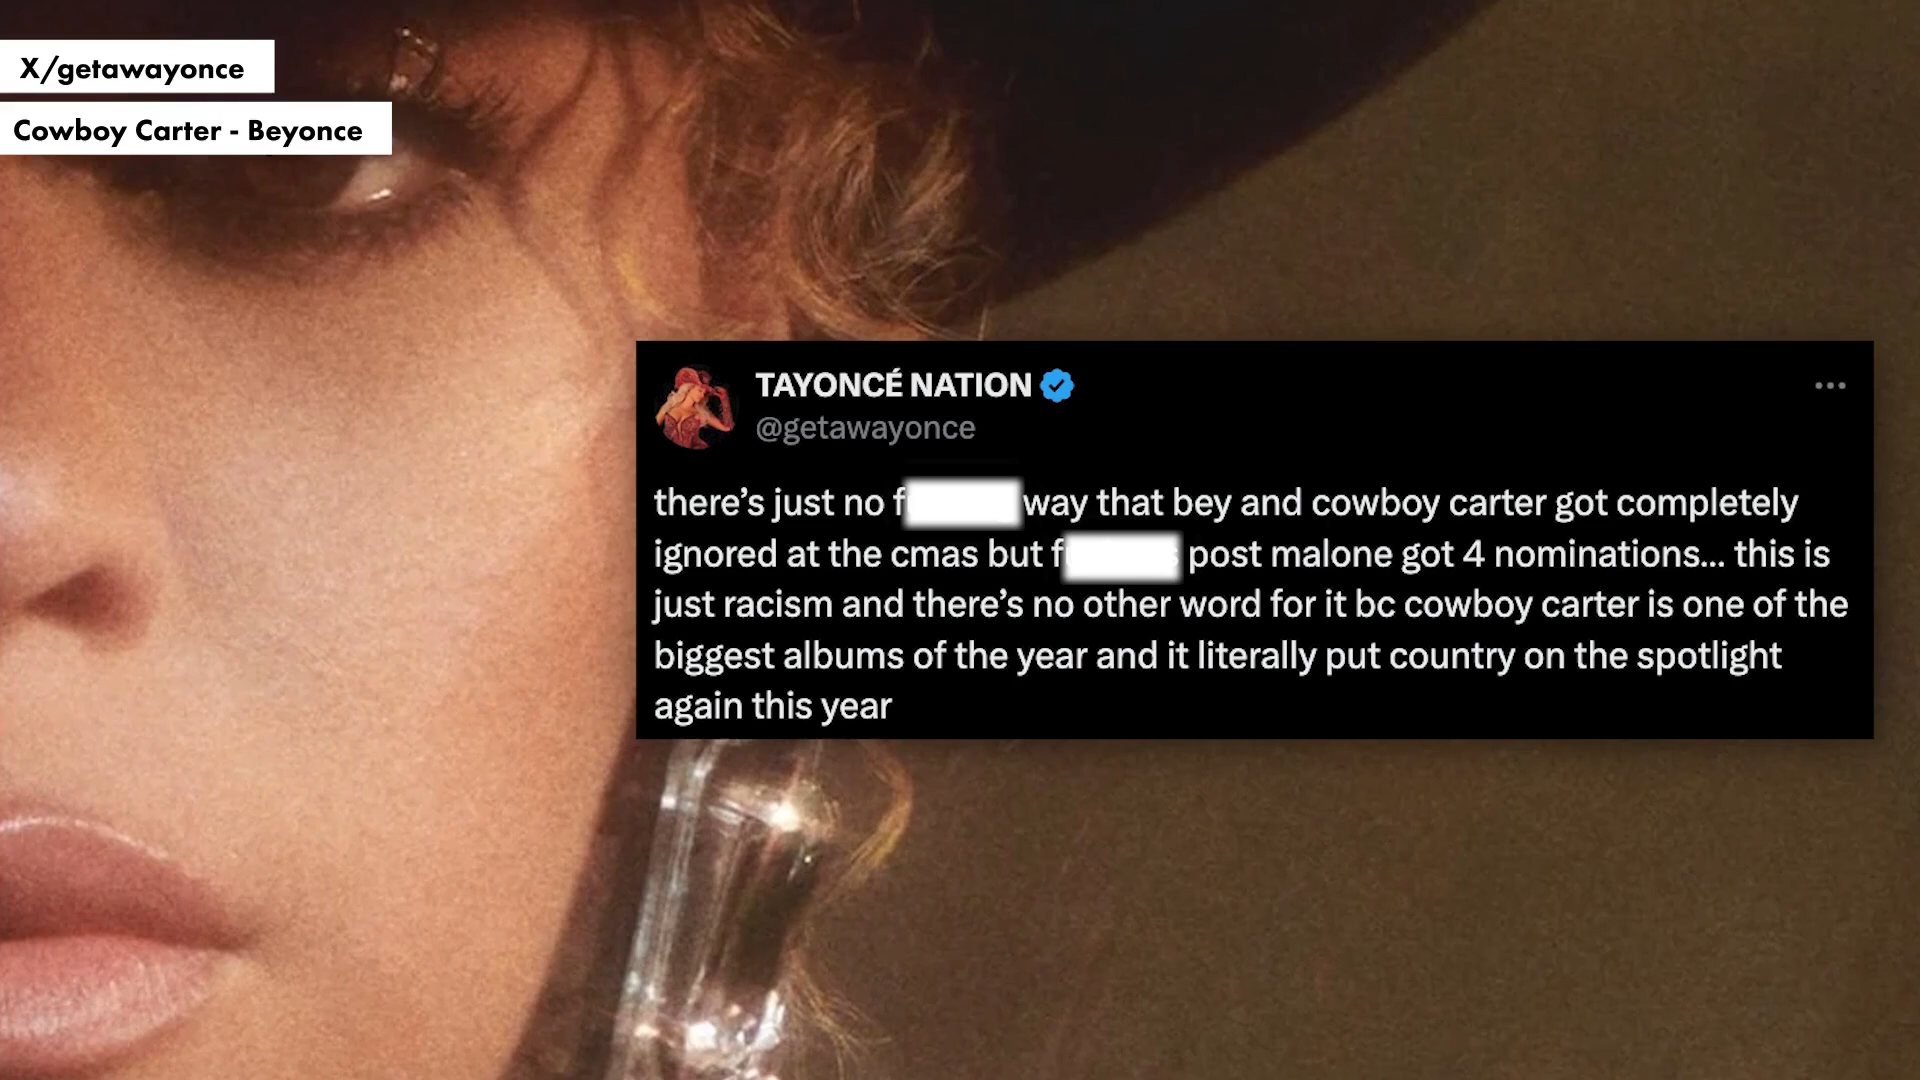 X/getawayonce
Cowboy Carter - Beyonce
TAYONCÉ NATION
@getawayonce
there's just no f way that bey and cowboy carter got completely
ignored at the cmas but f post malone got 4 nominations... this is
just racism and there's no other word for it bc cowboy carter is one of the
biggest albums of the year and it literally put country on the spotlight
again this year